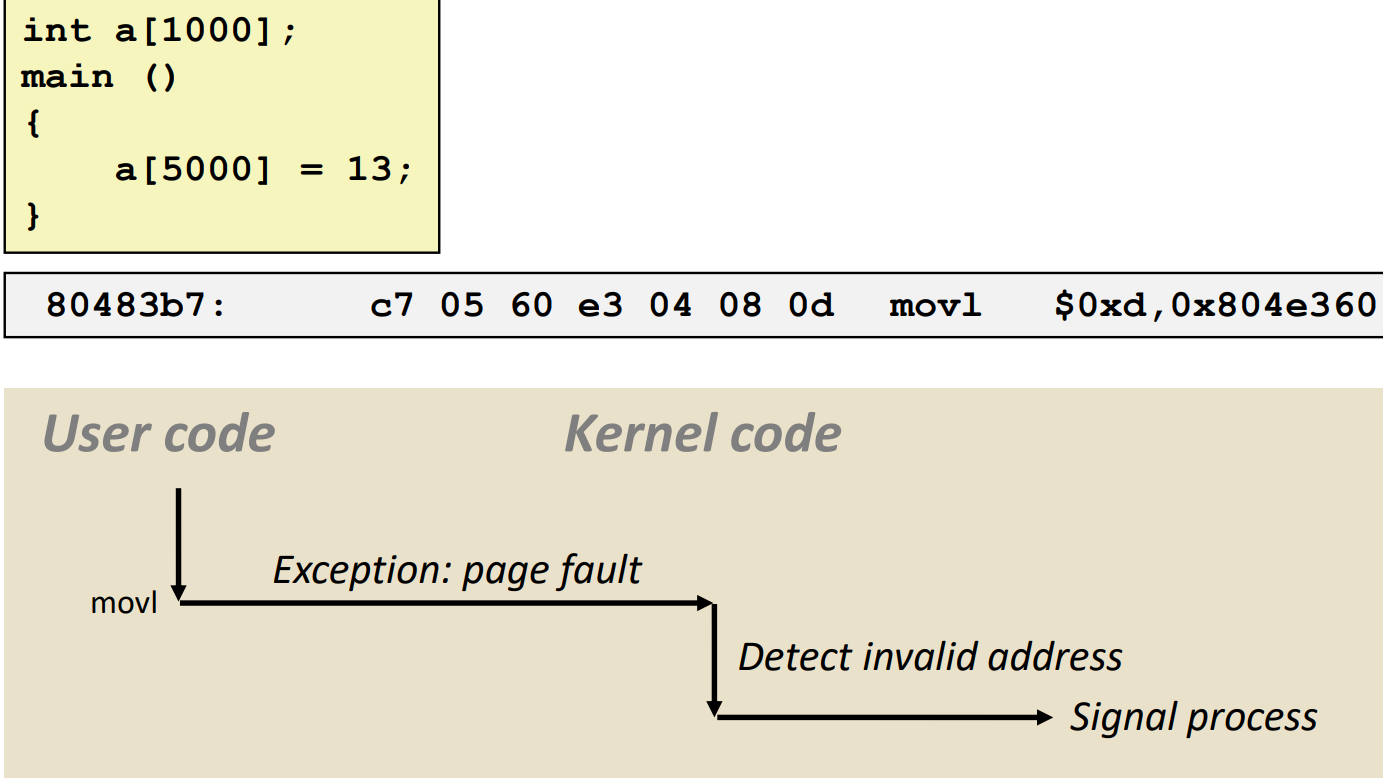 int a[1000];
main ()
{
    a[5000] = 13;
}
80483b7: c7 05 60 e3 04 08 0d movl $0xd,0x804e360
User code Kernel code
Exception: page fault
movl
Detect invalid address
Signal process